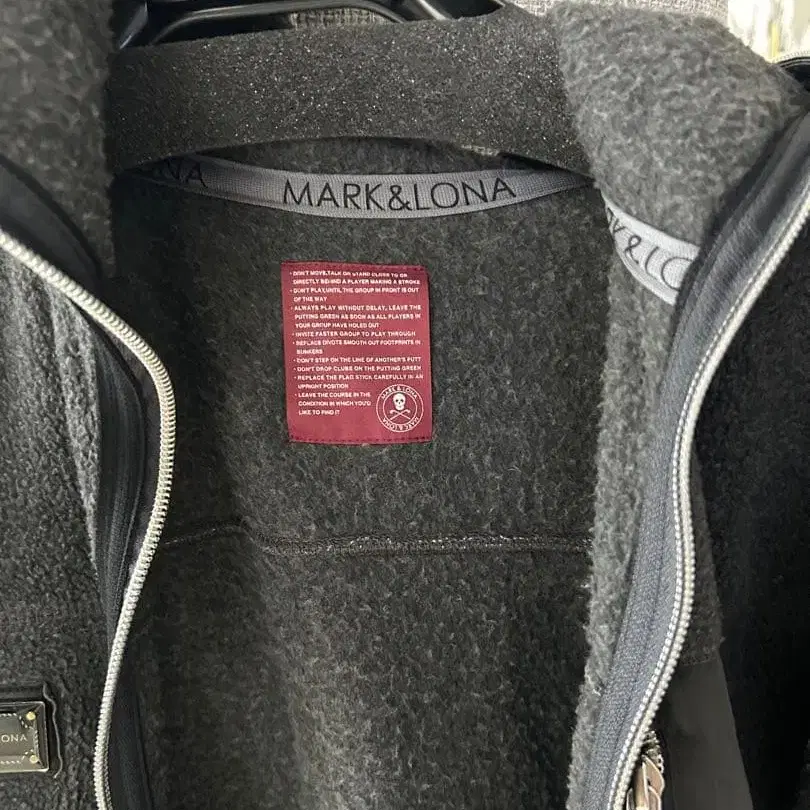 NA
MARK&LONA
K&LO
· DON'T MOVE, TALK OR STAND CLOSE TO OR
DIRECTLY BEHIND A PLAYER MAKING A STROKE
· DON'T PLAY UNTIL THE GROUP IN FRONT IS OUT
OF THE WAY
· ALWAYS PLAY WITHOUT DELAY, LEAVE THE
PUTTING GREEN AS SOON AS ALL PLAYERS IN
YOUR GROUP HAVE HOLED OUT
· INVITE FASTER GROUP TO PLAY THROUGH
· REPLACE DIVOTS SMOOTH OUT FOOTPRINTS IN
BUNKERS
· DON'T STEP ON THE LINE OF ANOTHER'S PUTT
· DON'T DROP CLUBS ON THE PUTTING GREEN
· REPLACE THE FLAG STICK CAREFULLY IN AN
UPRIGHT POSITION
· LEAVE THE COURSE IN THE
CONDITION IN WHICH YOU'D
LIKE TO FIND IT
MARK & LONA
MARK & LONA
LONA